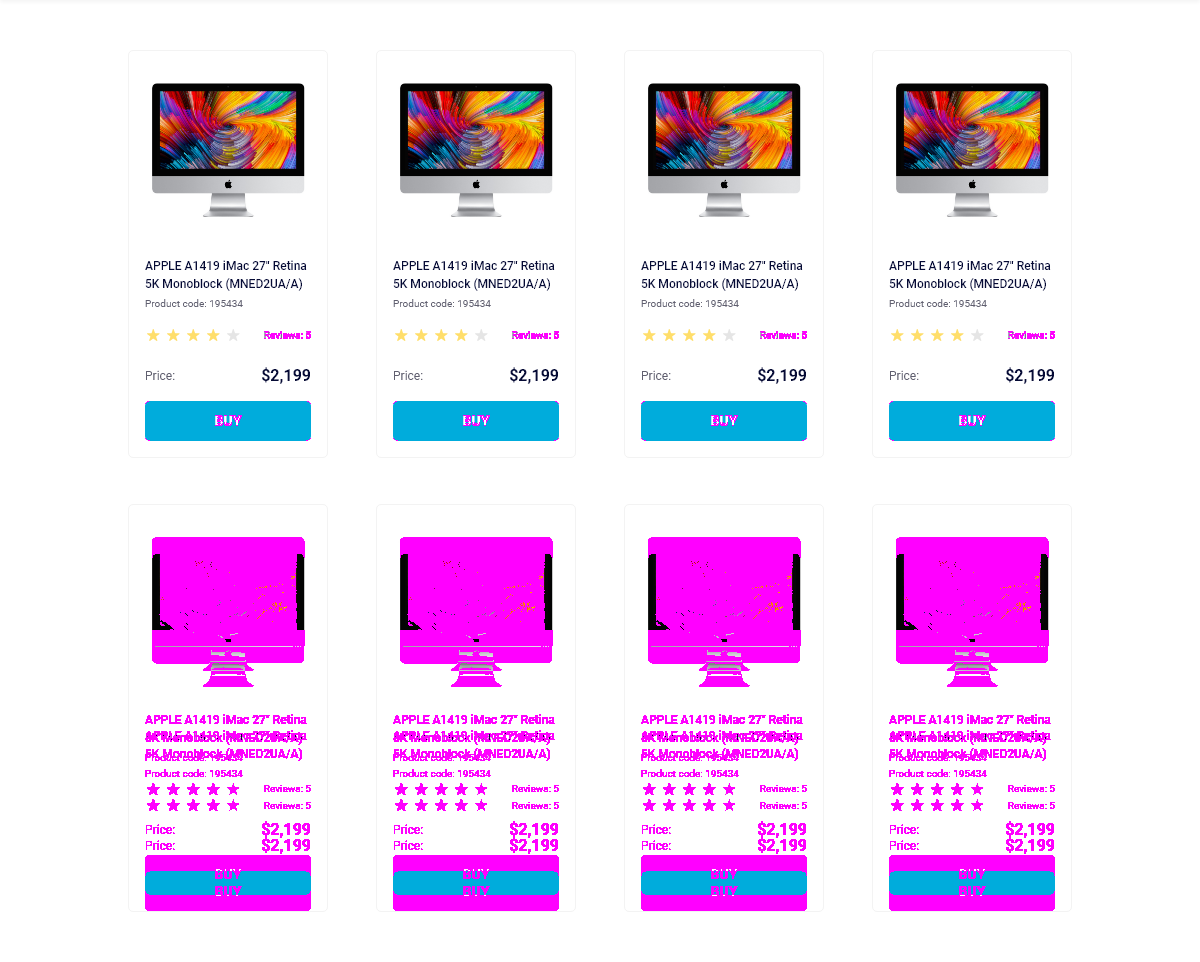 APPLE A1419 iMac 27" Retina
5K Monoblock (MNED2UA/A)
Product code: 195434
Reviews: 5
Price: $2,199
BUY
APPLE A1419 iMac 27" Retina
5K Monoblock (MNED2UA/A)
Product code: 195434
Reviews: 5
Price: $2,199
BUY
APPLE A1419 iMac 27" Retina
5K Monoblock (MNED2UA/A)
Product code: 195434
Reviews: 5
Price: $2,199
BUY
APPLE A1419 iMac 27" Retina
5K Monoblock (MNED2UA/A)
Product code: 195434
Reviews: 5
Price: $2,199
BUY
APPLE A1419 iMac 27" Retina
5K Monoblock (MNED2UA/A)
Product code: 195434
Reviews: 5
Reviews: 5
Price: $2,199
Price: $2,199
BUY
BUY
APPLE A1419 iMac 27" Retina
5K Monoblock (MNED2UA/A)
Product code: 195434
Reviews: 5
Reviews: 5
Price: $2,199
Price: $2,199
BUY
BUY
APPLE A1419 iMac 27" Retina
5K Monoblock (MNED2UA/A)
Product code: 195434
Reviews: 5
Reviews: 5
Price: $2,199
Price: $2,199
BUY
BUY
APPLE A1419 iMac 27" Retina
5K Monoblock (MNED2UA/A)
Product code: 195434
Reviews: 5
Reviews: 5
Price: $2,199
Price: $2,199
BUY
BUY